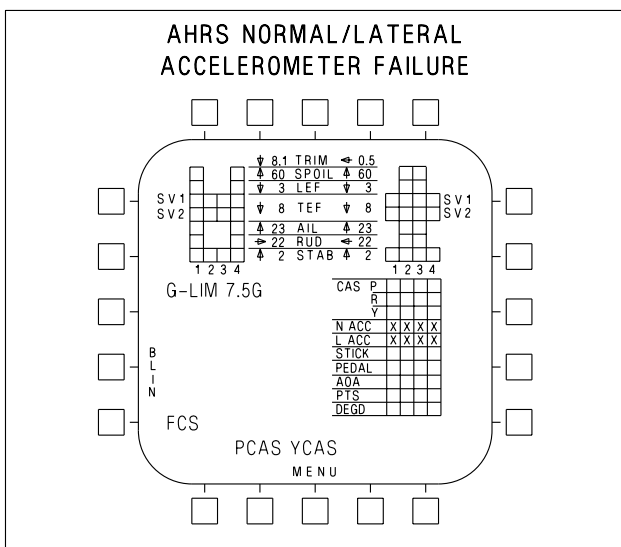 AHRS NORMAL/LATERAL
ACCELEROMETER FAILURE
8.1 TRIM 0.5
60 SPOIL 60
3 LEF 3
SV1 8 TEF 8 SV1
SV2 SV2
23 AIL 23
22 RUD 22
2 STAB 2
1 2 3 4 1 2 3 4
G-LIM 7.5G CAS P
R
Y
N ACC X X X X
L ACC X X X X
STICK
PEDAL
AOA
PTS
DEGD
BLIN
FCS
PCAS YCAS
MENU